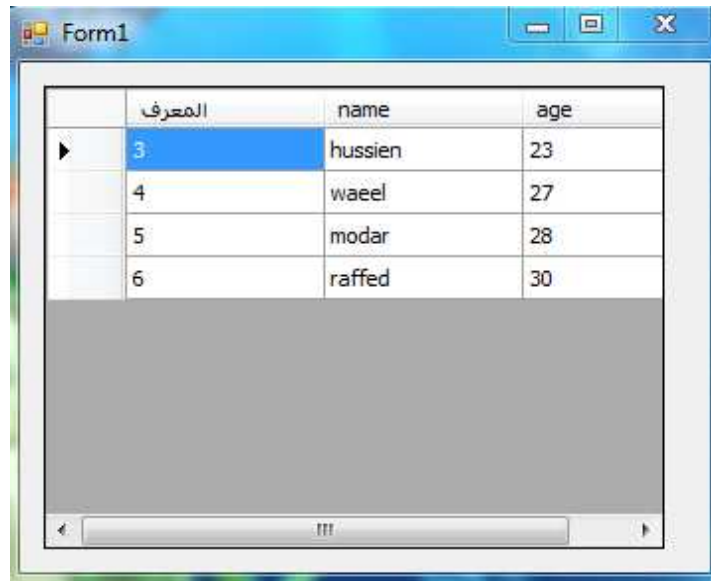 Form1
المعرف name age
3 hussien 23
4 waeel 27
5 modar 28
6 raffed 30